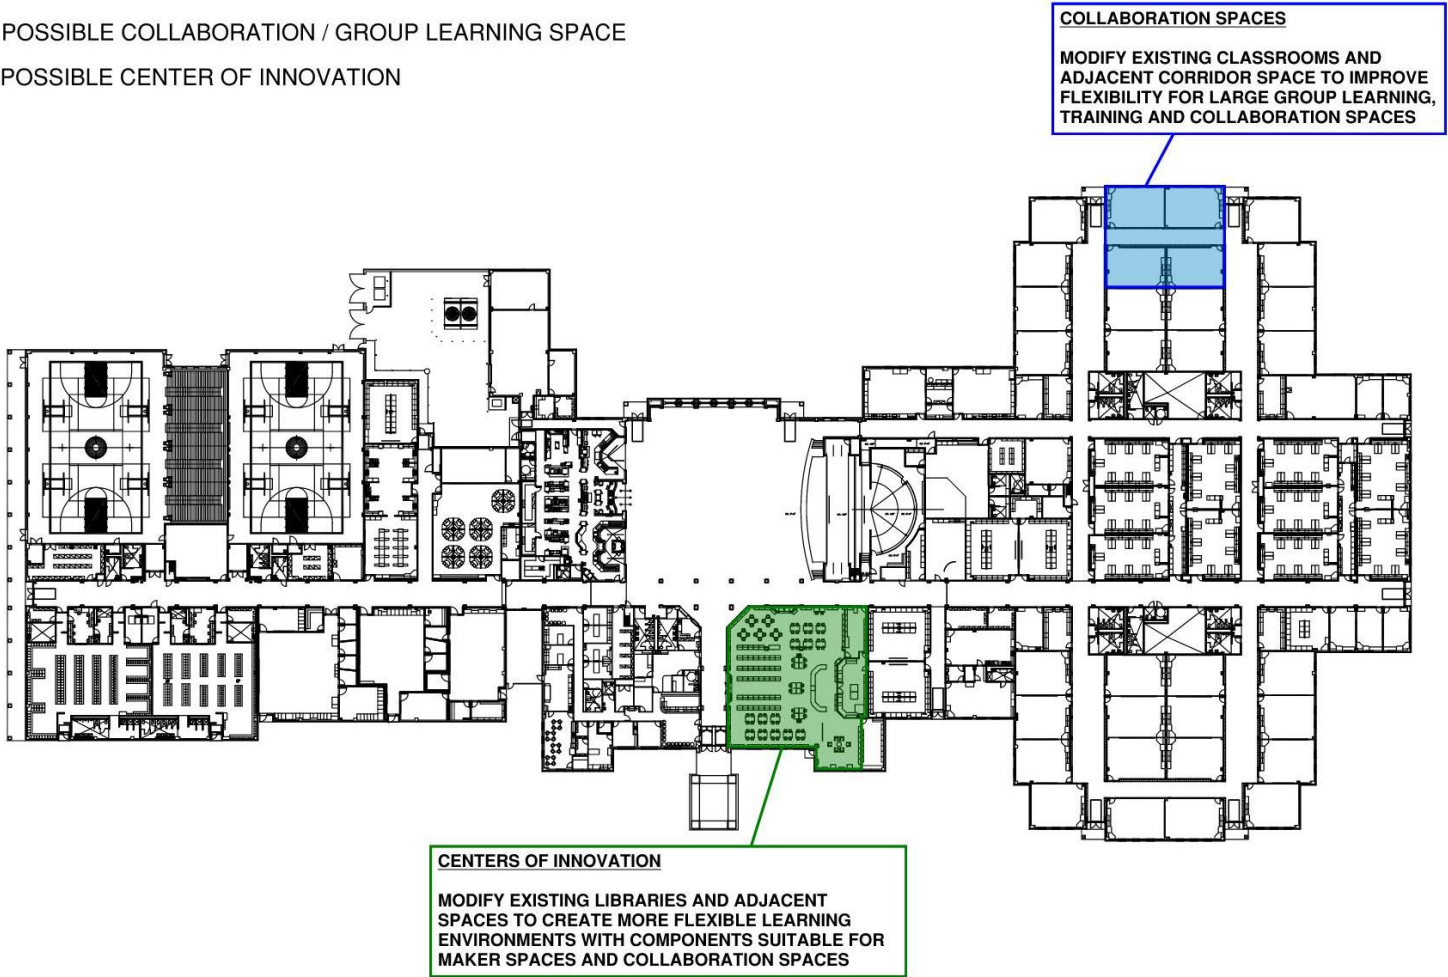 POSSIBLE COLLABORATION / GROUP LEARNING SPACE
POSSIBLE CENTER OF INNOVATION
COLLABORATION SPACES
MODIFY EXISTING CLASSROOMS AND
ADJACENT CORRIDOR SPACE TO IMPROVE
FLEXIBILITY FOR LARGE GROUP LEARNING,
TRAINING AND COLLABORATION SPACES
CENTERS OF INNOVATION
MODIFY EXISTING LIBRARIES AND ADJACENT
SPACES TO CREATE MORE FLEXIBLE LEARNING
ENVIRONMENTS WITH COMPONENTS SUITABLE FOR
MAKER SPACES AND COLLABORATION SPACES